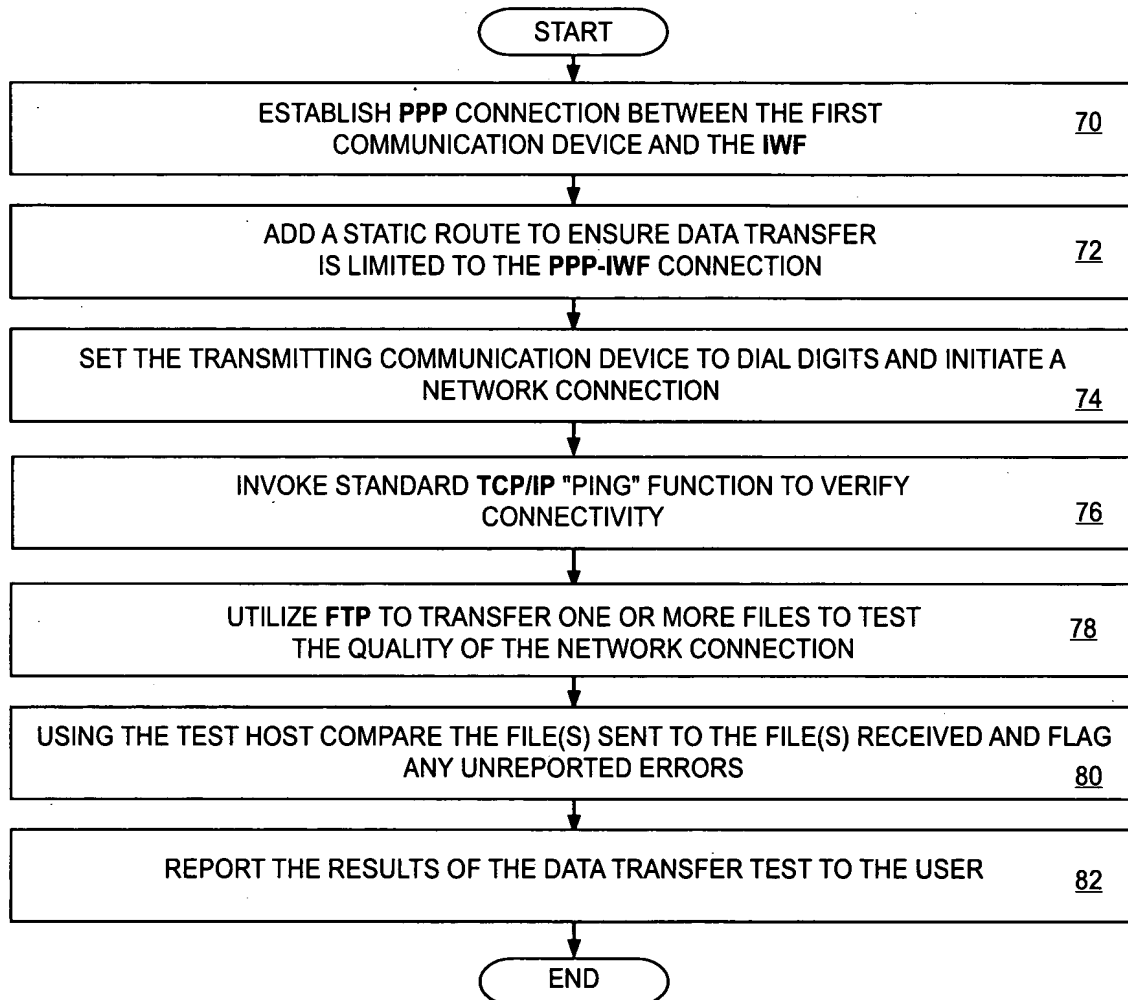 START
ESTABLISH PPP CONNECTION BETWEEN THE FIRST
COMMUNICATION DEVICE AND THE IWF
70
ADD A STATIC ROUTE TO ENSURE DATA TRANSFER
IS LIMITED TO THE PPP-IWF CONNECTION
72
SET THE TRANSMITTING COMMUNICATION DEVICE TO DIAL DIGITS AND INITIATE A
NETWORK CONNECTION
74
INVOKE STANDARD TCP/IP "PING" FUNCTION TO VERIFY
CONNECTIVITY
76
UTILIZE FTP TO TRANSFER ONE OR MORE FILES TO TEST
THE QUALITY OF THE NETWORK CONNECTION
78
USING THE TEST HOST COMPARE THE FILE(S) SENT TO THE FILE(S) RECEIVED AND FLAG
ANY UNREPORTED ERRORS
80
REPORT THE RESULTS OF THE DATA TRANSFER TEST TO THE USER
82
END